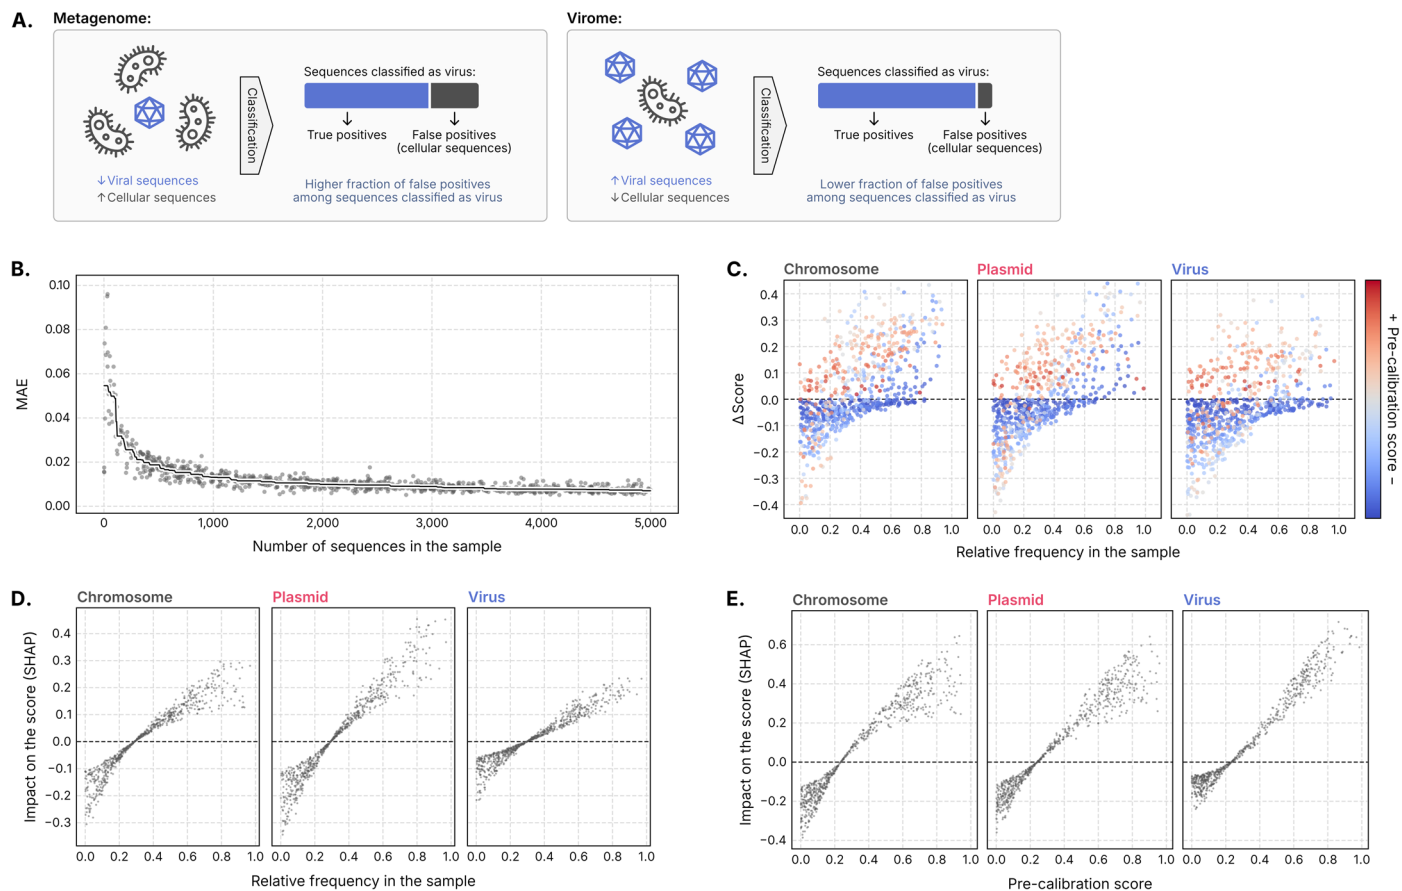 A.
Metagenome:
Classification
Sequences classified as virus:
True positives
False positives
(cellular sequences)
↓Viral sequences
↑Cellular sequences
Higher fraction of false positives
among sequences classified as virus
Virome:
Classification
Sequences classified as virus:
True positives
False positives
(cellular sequences)
↑Viral sequences
↓Cellular sequences
Lower fraction of false positives
among sequences classified as virus
B.
MAE
0.10
0.08
0.06
0.04
0.02
0.00
0 1,000 2,000 3,000 4,000 5,000
Number of sequences in the sample
C.
Chromosome Plasmid Virus
ΔScore
0.4
0.3
0.2
0.1
0.0
−0.1
−0.2
−0.3
−0.4
0.0 0.2 0.4 0.6 0.8 1.0 0.0 0.2 0.4 0.6 0.8 1.0 0.0 0.2 0.4 0.6 0.8 1.0
Relative frequency in the sample
+ Pre-calibration score −
D.
Chromosome Plasmid Virus
Impact on the score (SHAP)
0.4
0.3
0.2
0.1
0.0
−0.1
−0.2
−0.3
0.0 0.2 0.4 0.6 0.8 1.0 0.0 0.2 0.4 0.6 0.8 1.0 0.0 0.2 0.4 0.6 0.8 1.0
Relative frequency in the sample
E.
Chromosome Plasmid Virus
Impact on the score (SHAP)
0.6
0.4
0.2
0.0
−0.2
−0.4
0.0 0.2 0.4 0.6 0.8 1.0 0.0 0.2 0.4 0.6 0.8 1.0 0.0 0.2 0.4 0.6 0.8 1.0
Pre-calibration score